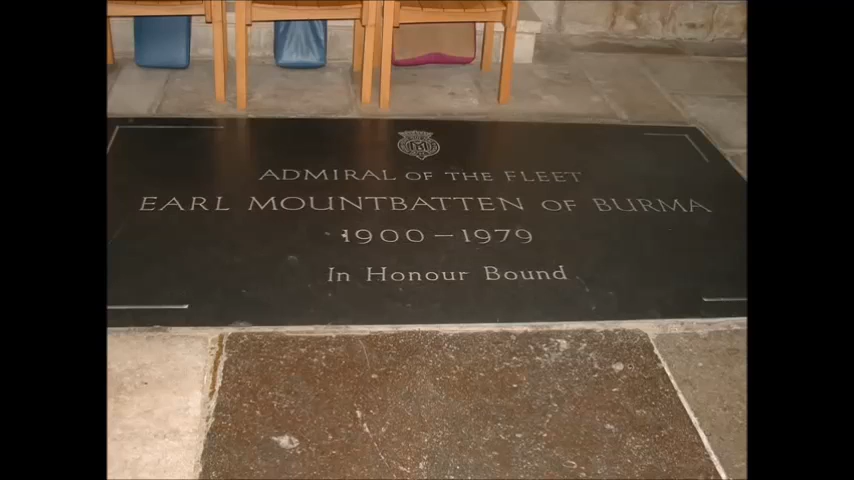 ADMIRAL OF THE FLEET
EARL MOUNTBATTEN OF BURMA
1900–1979
In Honour Bound